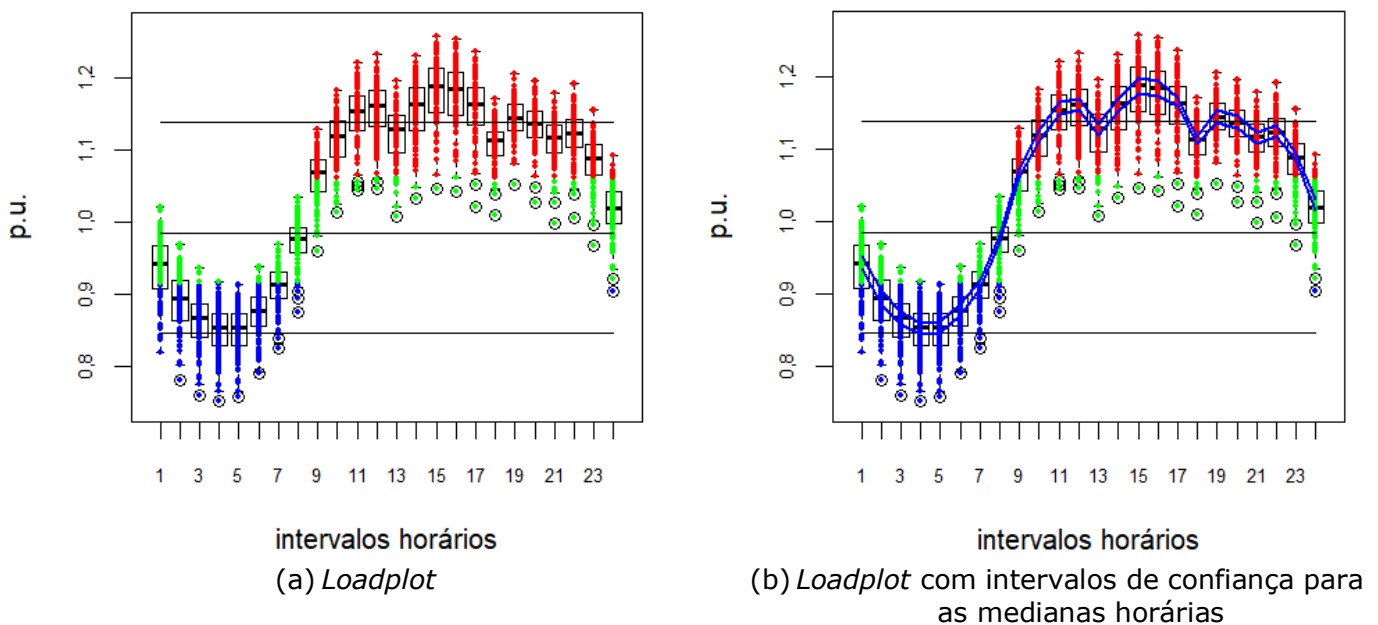 1,2
1,1
1,0
0,9
0,8
p.u.
1 3 5 7 9 11 13 15 17 19 21 23
intervalos horários
(a) Loadplot
1,2
1,1
1,0
0,9
0,8
p.u.
1 3 5 7 9 11 13 15 17 19 21 23
intervalos horários
(b) Loadplot com intervalos de confiança para
as medianas horárias